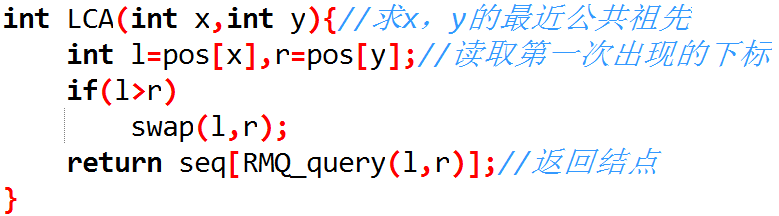 int LCA(int x,int y){//求x，y的最近公共祖先
    int l=pos[x],r=pos[y];//读取第一次出现的下标
    if(l>r)
        swap(l,r);
    return seq[RMQ_query(l,r)];//返回结点
}